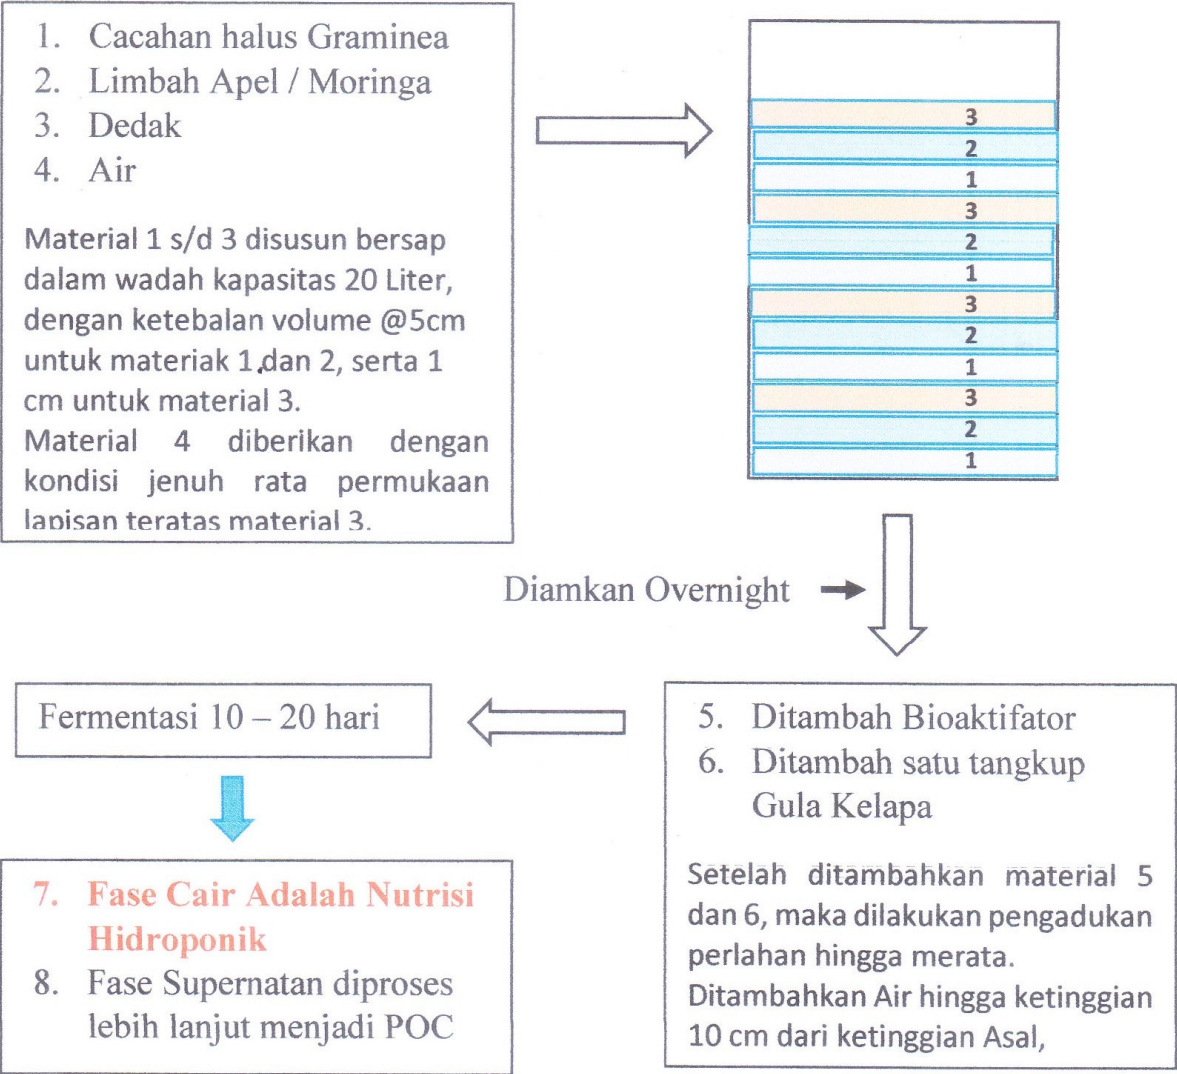 1. Cacahan halus Graminea
2. Limbah Apel / Moringa
3. Dedak
4. Air
Material 1 s/d 3 disusun bersap
dalam wadah kapasitas 20 Liter,
dengan ketebalan volume @5cm
untuk materiak 1,dan 2, serta 1
cm untuk material 3.
Material 4 diberikan dengan
kondisi jenuh rata permukaan
lapisan teratas material 3.
3
2
1
3
2
1
3
2
1
3
2
1
Diamkan Overnight
5. Ditambah Bioaktifator
6. Ditambah satu tangkup
Gula Kelapa
Setelah ditambahkan material 5
dan 6, maka dilakukan pengadukan
perlahan hingga merata.
Ditambahkan Air hingga ketinggian
10 cm dari ketinggian Asal,
Fermentasi 10 – 20 hari
7. Fase Cair Adalah Nutrisi
Hidroponik
8. Fase Supernatan diproses
lebih lanjut menjadi POC